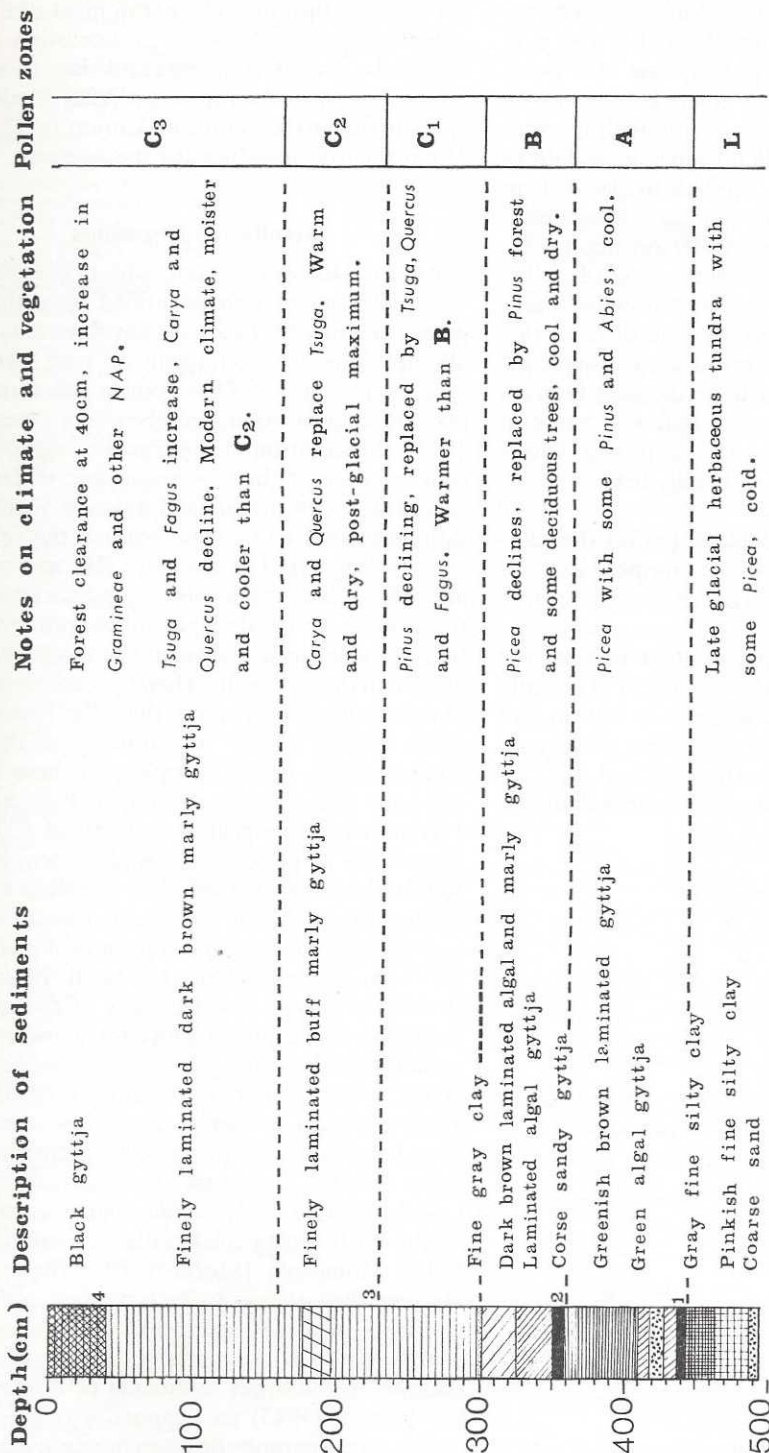 Depth(cm) Description of sediments Notes on climate and vegetation Pollen zones
0
100
200
300
400
500
4
3
2
1
Black gyttja
Finely laminated dark brown marly gyttja
Finely laminated buff marly gyttja
Fine gray clay
Dark brown laminated algal and marly gyttja
Laminated algal gyttja
Corse sandy gyttja
Greenish brown laminated gyttja
Green algal gyttja
Gray fine silty clay
Pinkish fine silty clay
Coarse sand
Forest clearance at 40cm, increase in
Gramineae and other NAP.
Tsuga and Fagus increase, Carya and
Quercus decline. Modern climate, moister
and cooler than C2.
Carya and Quercus replace Tsuga. Warm
and dry, post-glacial maximum.
Pinus declining, replaced by Tsuga, Quercus
and Fagus. Warmer than B.
Picea declines, replaced by Pinus forest
and some deciduous trees, cool and dry.
Picea with some Pinus and Abies, cool.
Late glacial herbaceous tundra with
some Picea, cold.
C3
C2
C1
B
A
L